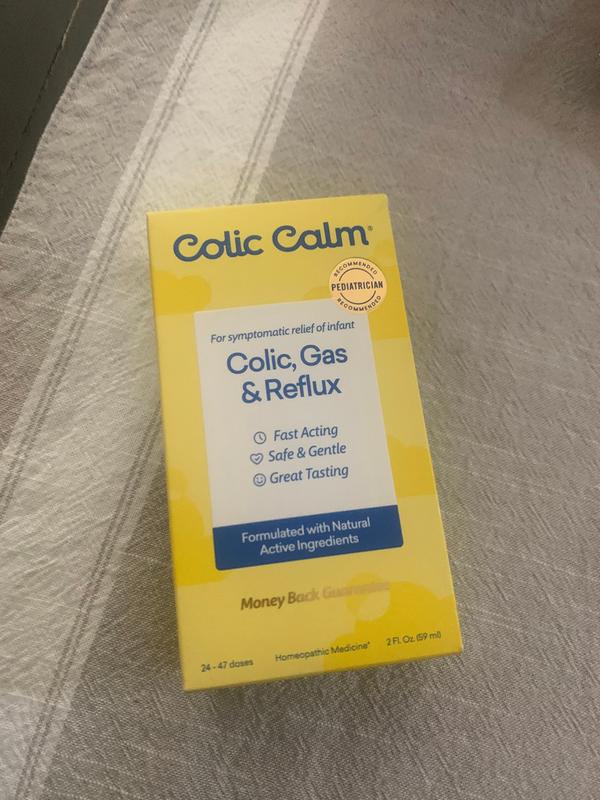 Colic Calm®
RECOMMENDED
PEDIATRICIAN
RECOMMENDED
For symptomatic relief of infant
Colic, Gas
& Reflux
Fast Acting
Safe & Gentle
Great Tasting
Formulated with Natural
Active Ingredients
Money Back Guarantee
24 - 47 doses
Homeopathic Medicine*
2 Fl. Oz. (59 ml)